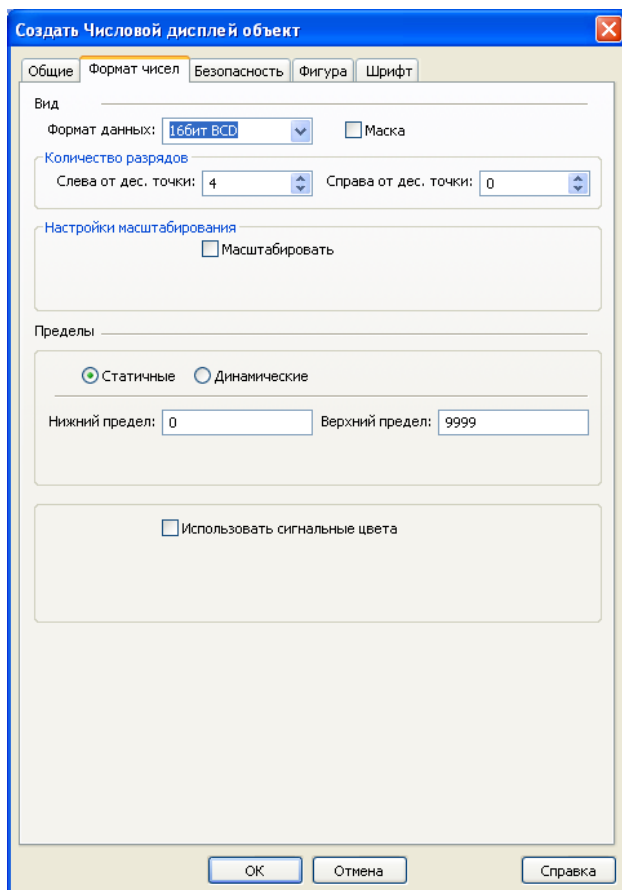 Создать Числовой дисплей объект
Общие Формат чисел Безопасность Фигура Шрифт
Вид
Формат данных: 16бит BCD Маска
Количество разрядов
Слева от дес. точки: 4 Справа от дес. точки: 0
Настройки масштабирования
Масштабировать
Пределы
Статичные Динамические
Нижний предел: 0 Верхний предел: 9999
Использовать сигнальные цвета
OK Отмена Справка